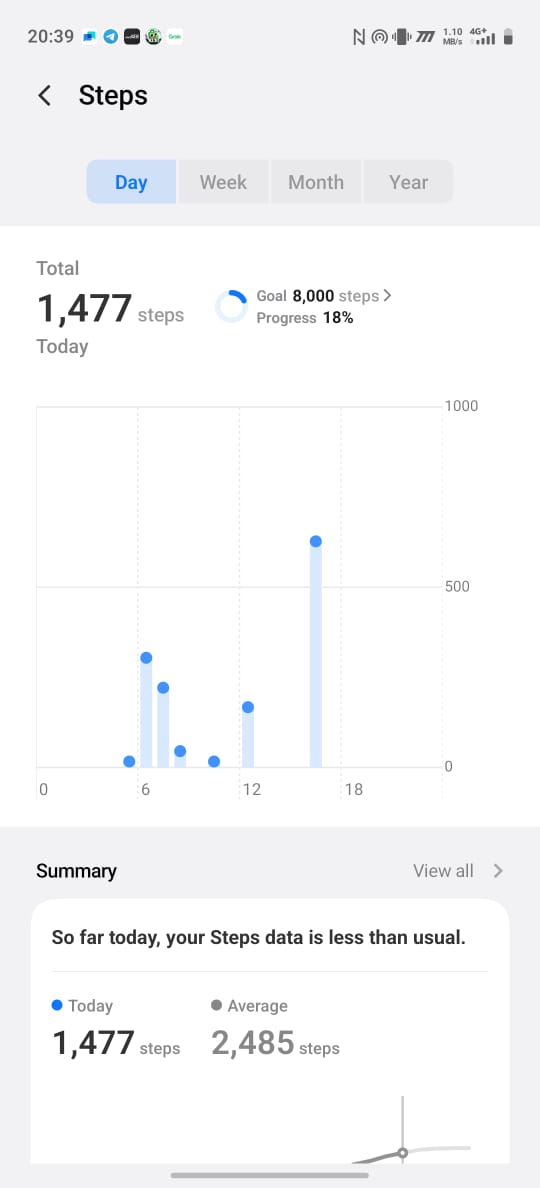 20:39
Grab
1.10
MB/s
4G+
Steps
Day
Week
Month
Year
Total
1,477 steps
Today
Goal 8,000 steps
Progress 18%
1000
500
0
0
6
12
18
Summary
View all
So far today, your Steps data is less than usual.
Today
1,477 steps
Average
2,485 steps